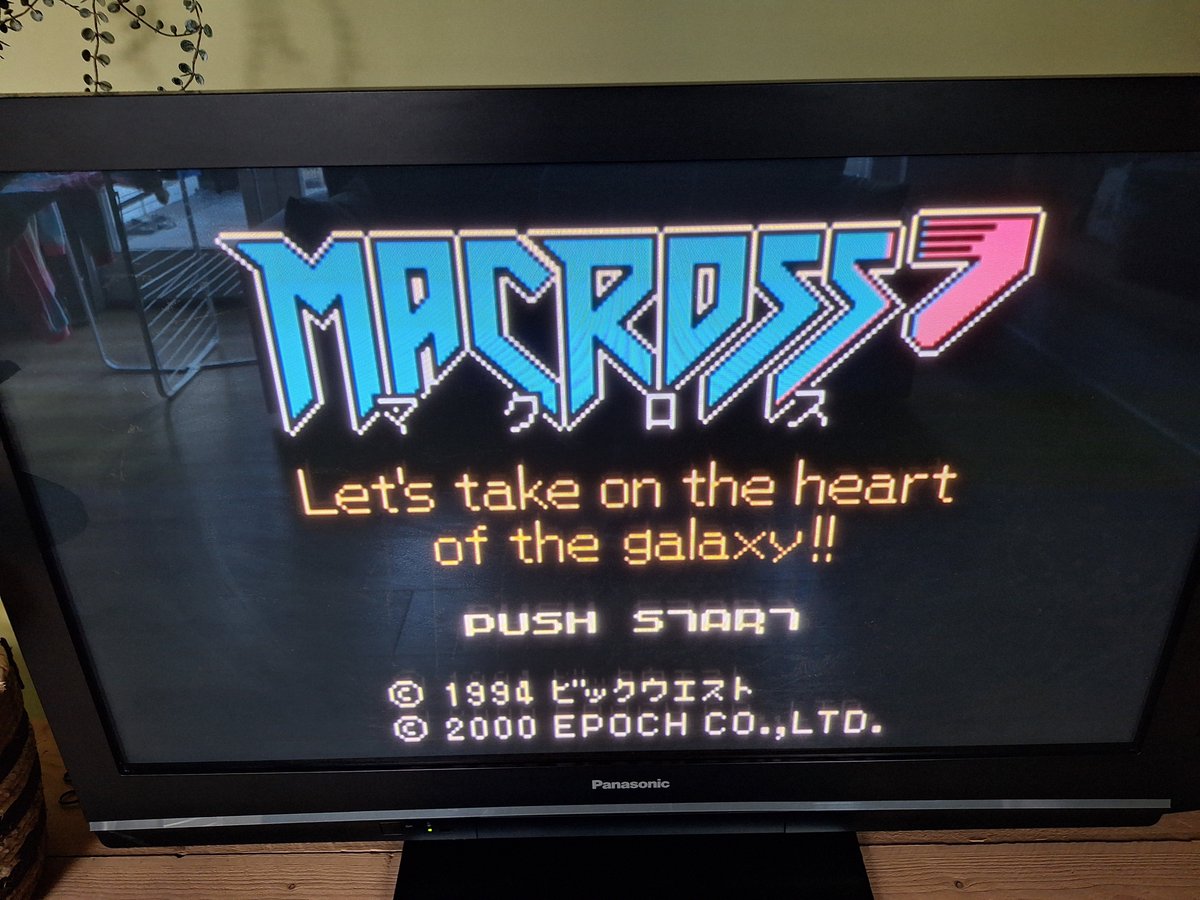 MACROSS 7
マクロス
Let's take on the heart
of the galaxy!!
PUSH START
© 1994 ビックウエスト
© 2000 EPOCH CO.,LTD.
Panasonic